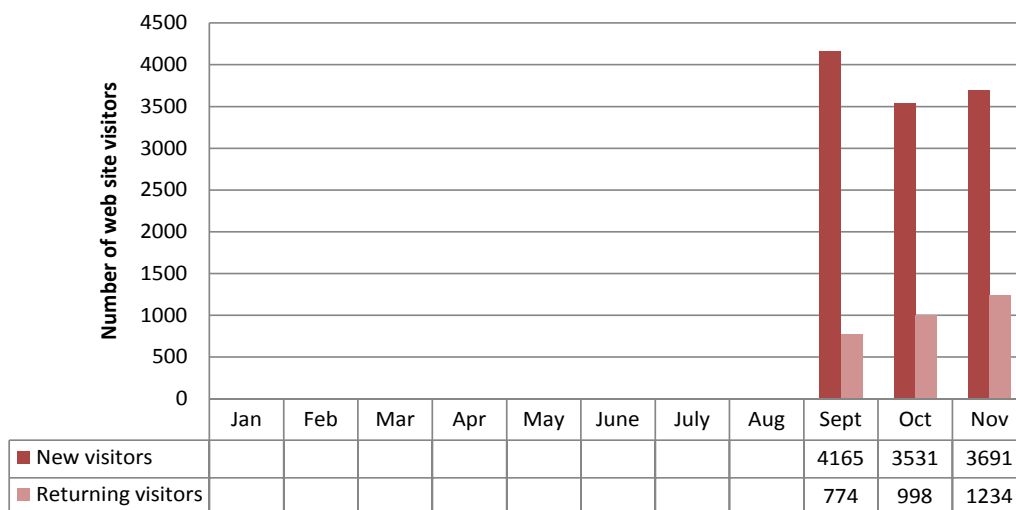 4500
4000
3500
3000
2500
2000
1500
1000
500
0
Number of web site visitors
Jan Feb Mar Apr May June July Aug Sept Oct Nov
New visitors 4165 3531 3691
Returning visitors 774 998 1234